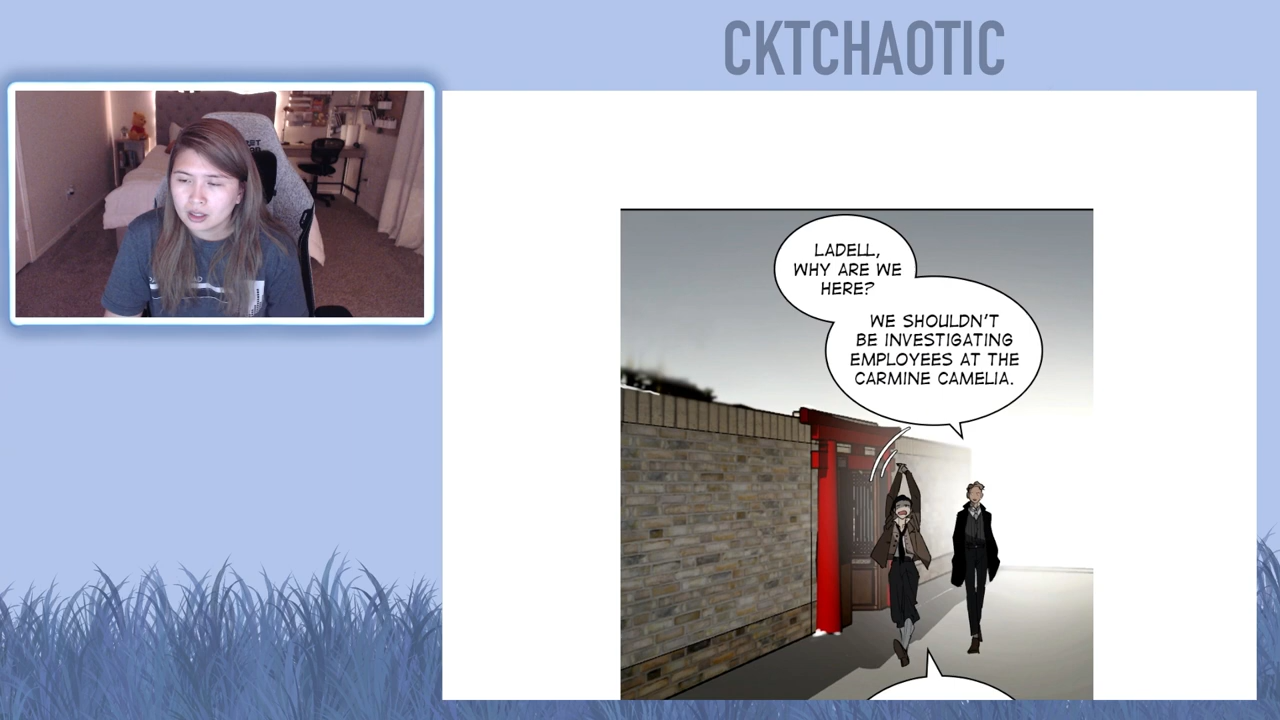 CKTCHAOTIC
LADELL,
WHY ARE WE
HERE?
WE SHOULDN'T
BE INVESTIGATING
EMPLOYEES AT THE
CARMINE CAMELIA.